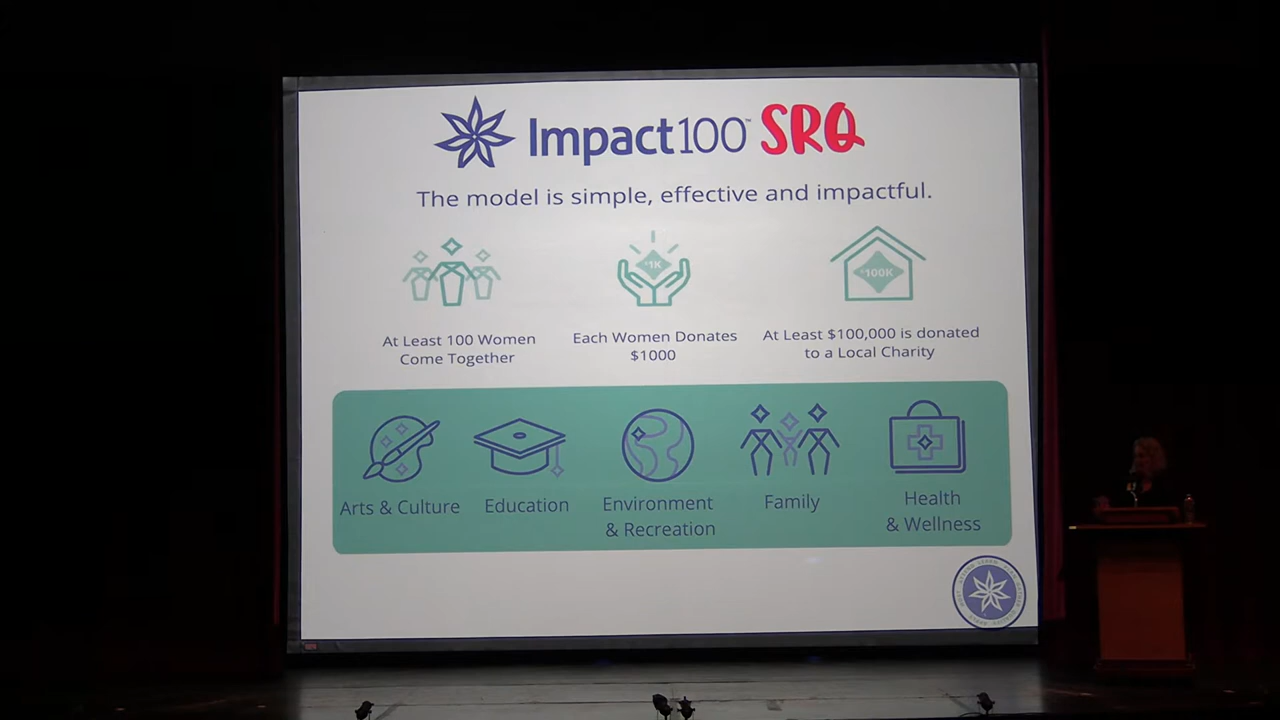 Impact100™ SRQ
The model is simple, effective and impactful.
$1K
$100K
At Least 100 Women
Come Together
Each Women Donates
$1000
At Least $100,000 is donated
to a Local Charity
Arts & Culture
Education
Environment
& Recreation
Family
Health
& Wellness